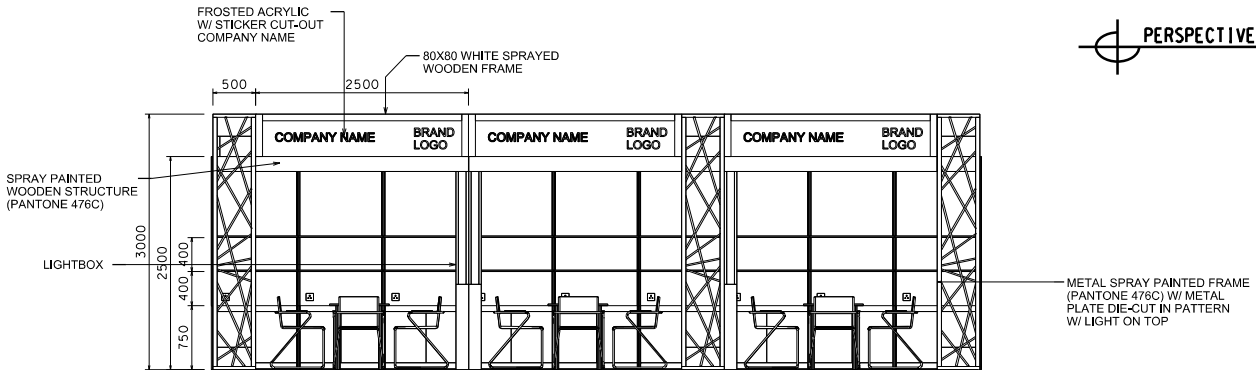 FROSTED ACRYLIC
W/ STICKER CUT-OUT
COMPANY NAME
PERSPECTIVE
80X80 WHITE SPRAYED
WOODEN FRAME
500
2500
COMPANY NAME
BRAND
LOGO
COMPANY NAME
BRAND
LOGO
COMPANY NAME
BRAND
LOGO
SPRAY PAINTED
WOODEN STRUCTURE
(PANTONE 476C)
3000
2500
400
400
750
LIGHTBOX
METAL SPRAY PAINTED FRAME
(PANTONE 476C) W/ METAL
PLATE DIE-CUT IN PATTERN
W/ LIGHT ON TOP